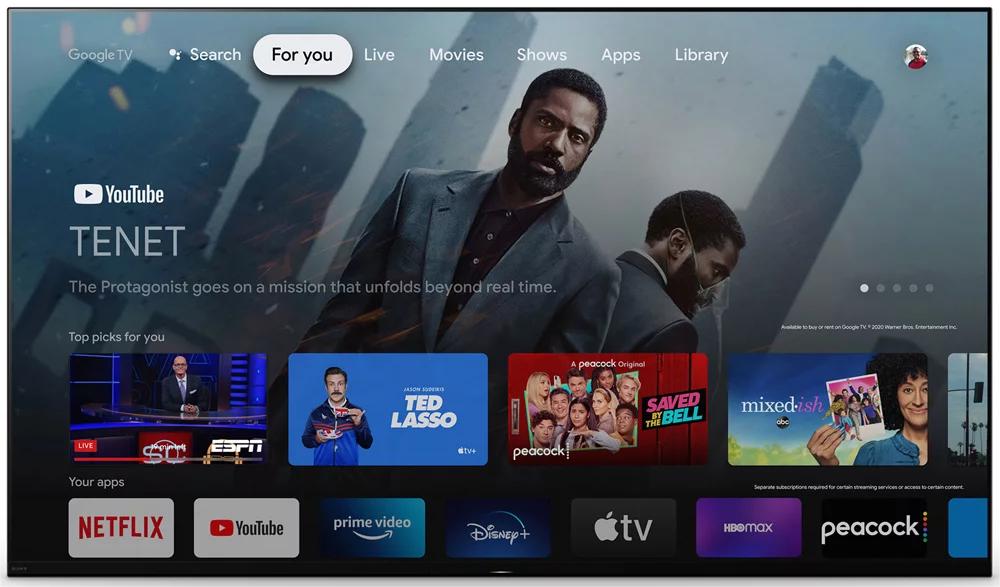 Google TV
Search
For you
Live
Movies
Shows
Apps
Library
YouTube
TENET
The Protagonist goes on a mission that unfolds beyond real time.
Available to buy or rent on Google TV. © 2020 Warner Bros. Entertainment Inc.
Top picks for you
LIVE
SC
ESPN
JASON SUDEIKIS
TED
LASSO
tv+
A peacock Original
SAVED
BY THE BELL
peacock
mixed-ish
abc
Your apps
Separate subscriptions required for certain streaming services or access to certain content.
NETFLIX
YouTube
prime video
Disney+
tv
HBOmax
peacock
SONY